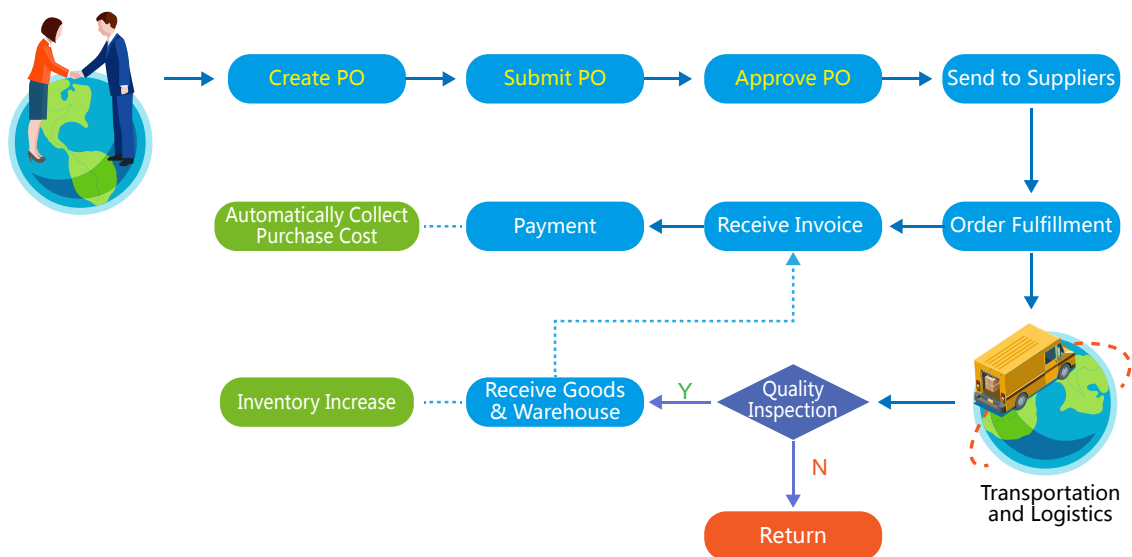 Create PO
Submit PO
Approve PO
Send to Suppliers
Automatically Collect
Purchase Cost
Payment
Receive Invoice
Order Fulfillment
Inventory Increase
Receive Goods
& Warehouse
Y
Quality
Inspection
N
Transportation
and Logistics
Return